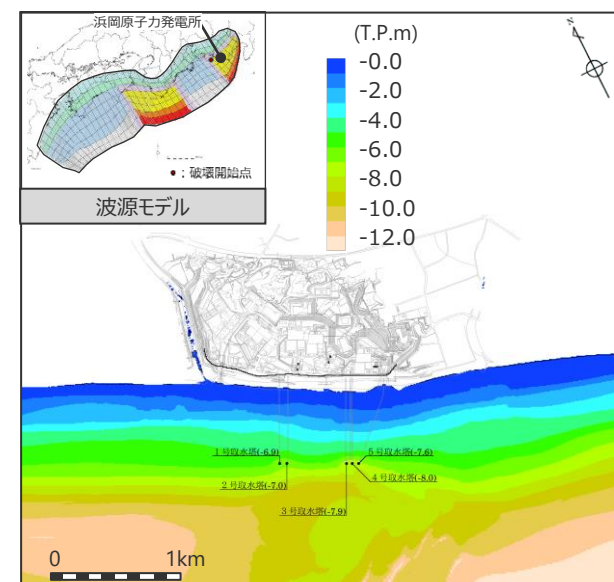 浜岡原子力発電所
●：破壊開始点
波源モデル
(T.P.m)
-0.0
-2.0
-4.0
-6.0
-8.0
-10.0
-12.0
N
1号取水塔(-6.9)
5号取水塔(-7.6)
2号取水塔(-7.0)
4号取水塔(-8.0)
3号取水塔(-7.9)
0 1km